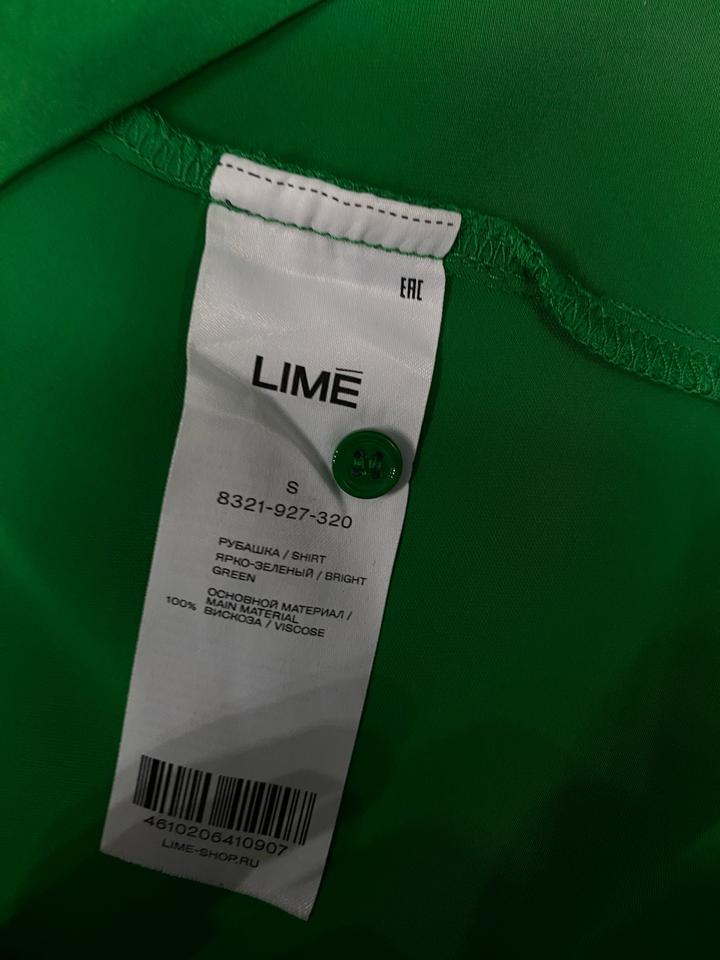 EAC
LIMĒ
S
8321-927-320
РУБАШКА / SHIRT
ЯРКО-ЗЕЛЕНЫЙ / BRIGHT
GREEN
ОСНОВНОЙ МАТЕРИАЛ /
MAIN MATERIAL
100% ВИСКОЗА / VISCOSE
4610206410907
LIME-SHOP.RU